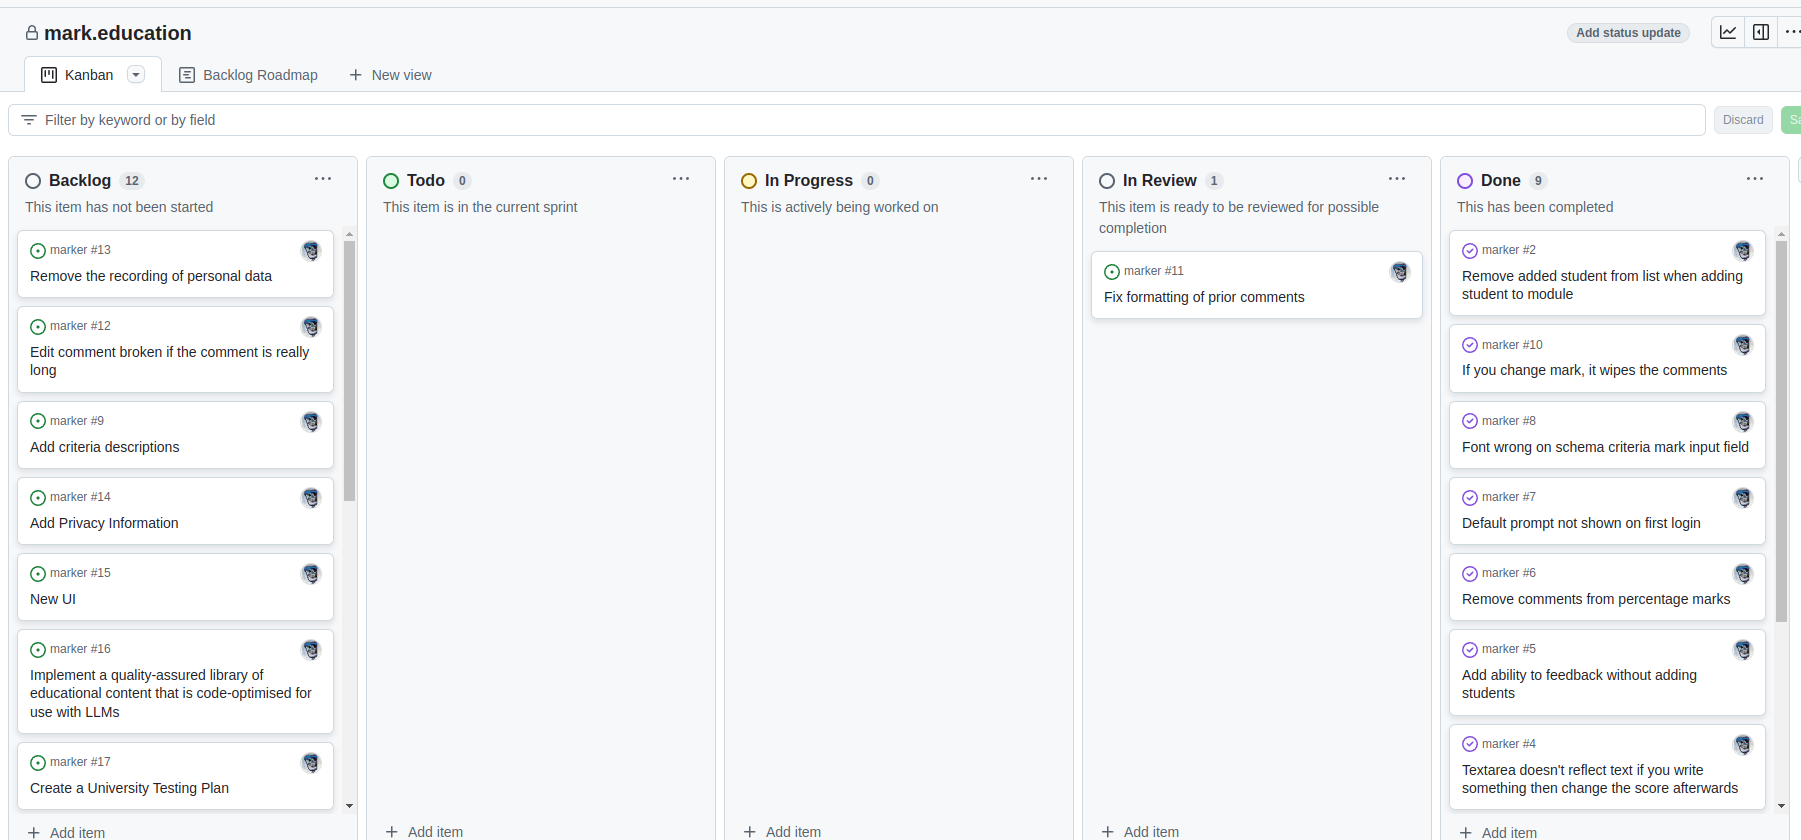 mark.education
Add status update
Kanban
Backlog Roadmap
New view
Filter by keyword or by field
Discard
Backlog 12
This item has not been started
marker #13
Remove the recording of personal data
marker #12
Edit comment broken if the comment is really
long
marker #9
Add criteria descriptions
marker #14
Add Privacy Information
marker #15
New UI
marker #16
Implement a quality-assured library of
educational content that is code-optimised for
use with LLMs
marker #17
Create a University Testing Plan
Add item
Todo 0
This item is in the current sprint
Add item
In Progress 0
This is actively being worked on
Add item
In Review 1
This item is ready to be reviewed for possible
completion
marker #11
Fix formatting of prior comments
Add item
Done 9
This has been completed
marker #2
Remove added student from list when adding
student to module
marker #10
If you change mark, it wipes the comments
marker #8
Font wrong on schema criteria mark input field
marker #7
Default prompt not shown on first login
marker #6
Remove comments from percentage marks
marker #5
Add ability to feedback without adding
students
marker #4
Textarea doesn't reflect text if you write
something then change the score afterwards
Add item